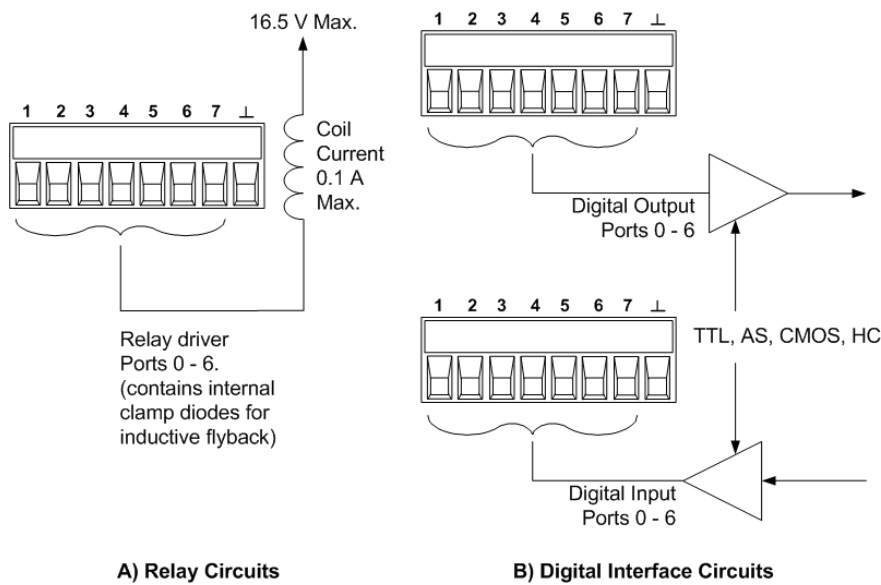 16.5 V Max.
1 2 3 4 5 6 7 ⊥
Coil
Current
0.1 A
Max.
Relay driver
Ports 0 - 6.
(contains internal
clamp diodes for
inductive flyback)
A) Relay Circuits
1 2 3 4 5 6 7 ⊥
Digital Output
Ports 0 - 6
TTL, AS, CMOS, HC
1 2 3 4 5 6 7 ⊥
Digital Input
Ports 0 - 6
B) Digital Interface Circuits